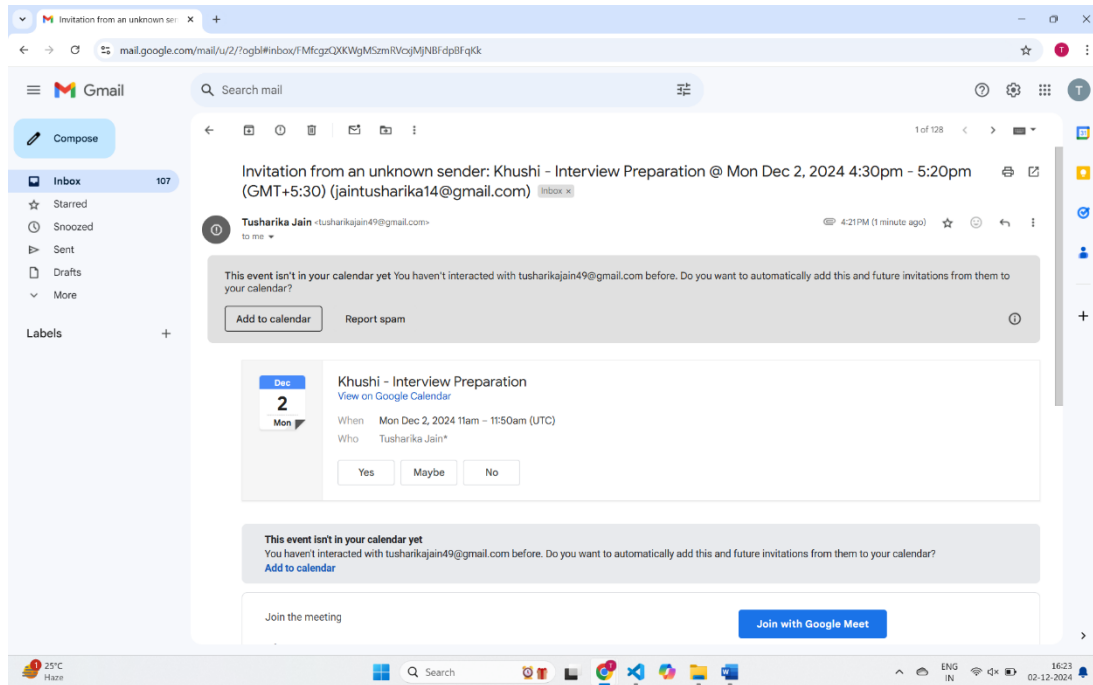 Invitation from an unknown sen
mail.google.com/mail/u/2/?ogbl#inbox/FMfcgzQXKWgMSzmRVcxjMjNBFdpBFqKk
T
Gmail
Search mail
T
Compose
1 of 128
Inbox 107
Starred
Snoozed
Sent
Drafts
More
Labels
Invitation from an unknown sender: Khushi - Interview Preparation @ Mon Dec 2, 2024 4:30pm - 5:20pm
(GMT+5:30) (jaintusharika14@gmail.com) Inbox ×
Tusharika Jain <tusharikajain49@gmail.com> 4:21 PM (1 minute ago)
to me
This event isn't in your calendar yet You haven't interacted with tusharikajain49@gmail.com before. Do you want to automatically add this and future invitations from them to
your calendar?
Add to calendar Report spam
Dec
2
Mon
Khushi - Interview Preparation
View on Google Calendar
When Mon Dec 2, 2024 11am – 11:50am (UTC)
Who Tusharika Jain*
Yes Maybe No
This event isn't in your calendar yet
You haven't interacted with tusharikajain49@gmail.com before. Do you want to automatically add this and future invitations from them to your calendar?
Add to calendar
Join the meeting
Join with Google Meet
31
1
25°C
Haze
Search
ENG
IN
16:23
02-12-2024